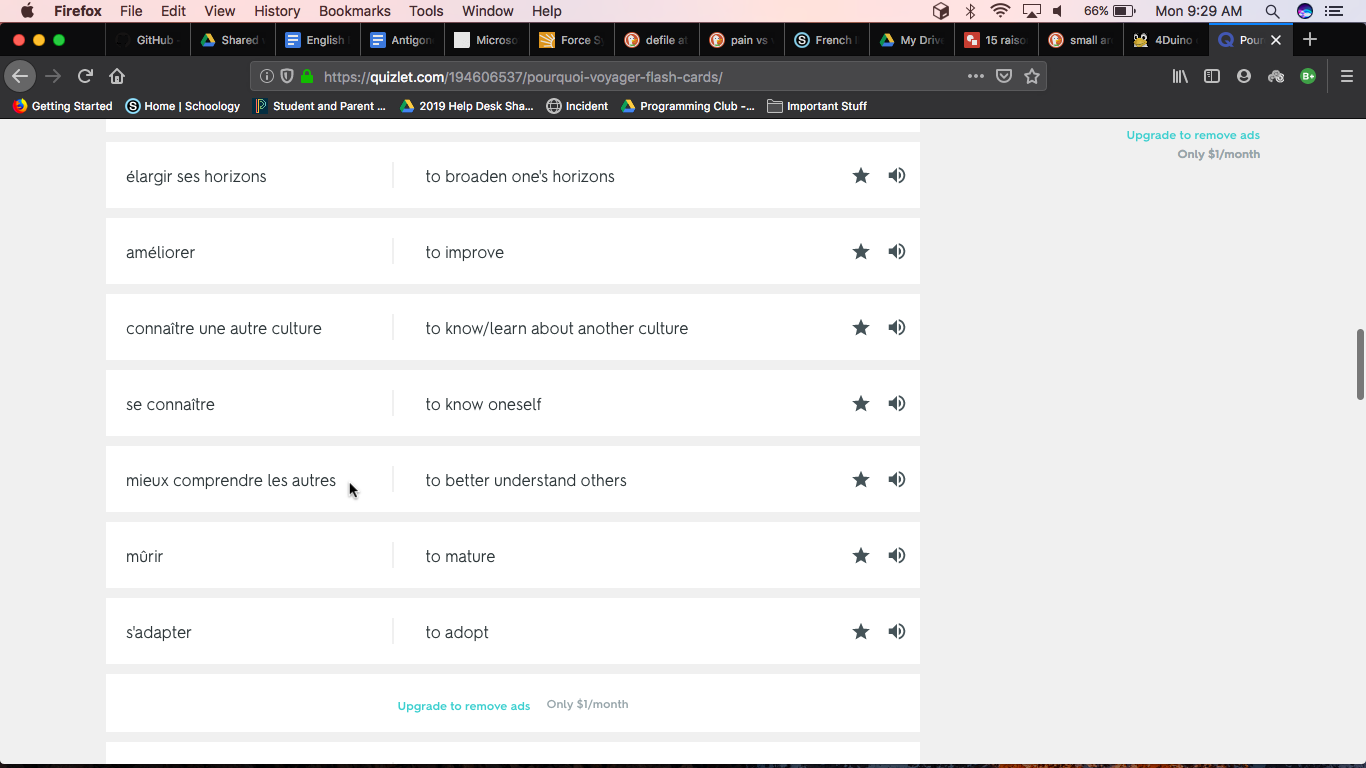 Firefox File Edit View History Bookmarks Tools Window Help 66% Mon 9:29 AM
GitHub Shared English Antigon Microso Force Sy defile at pain vs French I My Drive 15 raiso small ar 4Duino Pour
https://quizlet.com/194606537/pourquoi-voyager-flash-cards/ B+
Getting Started Home | Schoology Student and Parent ... 2019 Help Desk Sha... Incident Programming Club -... Important Stuff
Upgrade to remove ads
Only $1/month
élargir ses horizons to broaden one's horizons
améliorer to improve
connaître une autre culture to know/learn about another culture
se connaître to know oneself
mieux comprendre les autres to better understand others
mûrir to mature
s'adapter to adopt
Upgrade to remove ads Only $1/month